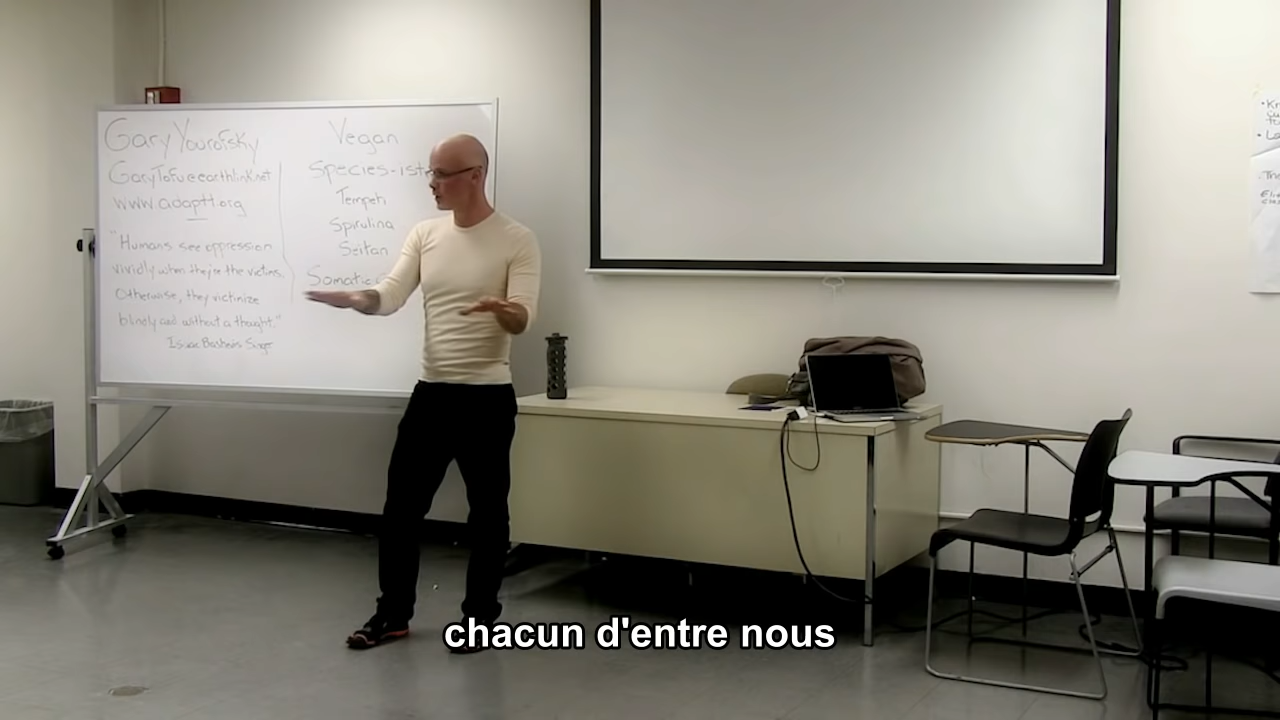 Gary Yourofsky
GaryTofu@earthlink.net
www.adaptt.org
"Humans see oppression
vividly when they're the victims.
Otherwise, they victimize
blindly and without a thought."
Isaac Bashevis Singer
Vegan
Species-ist
Tempeh
Spirulina
Seitan
Somatic
chacun d'entre nous